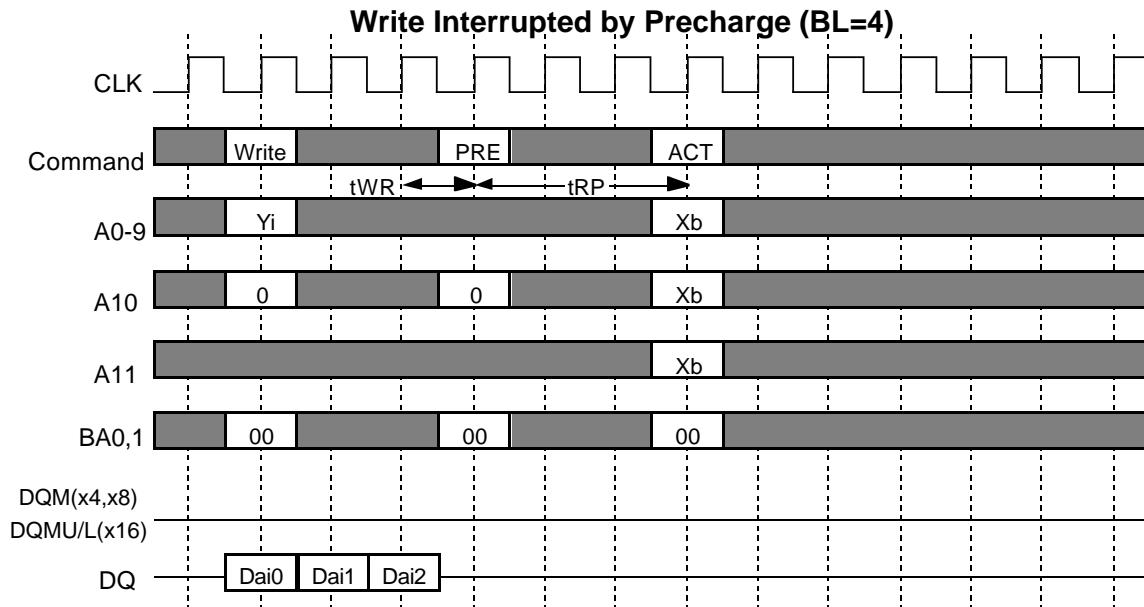 Write Interrupted by Precharge (BL=4)
CLK
Command Write PRE ACT
tWR tRP
A0-9 Yi Xb
A10 0 0 Xb
A11 Xb
BA0,1 00 00 00
DQM(x4,x8)
DQMU/L(x16)
DQ Dai0 Dai1 Dai2